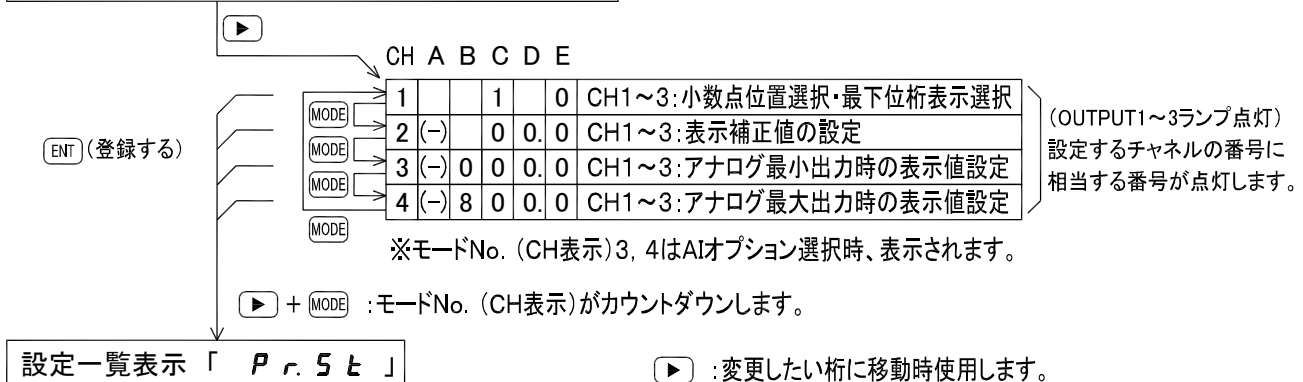 ▶
CH A B C D E
1 1 0 CH1~3:小数点位置選択・最下位桁表示選択
MODE
2 (-) 0 0. 0 CH1~3:表示補正値の設定
MODE
3 (-) 0 0 0. 0 CH1~3:アナログ最小出力時の表示値設定
MODE
4 (-) 8 0 0. 0 CH1~3:アナログ最大出力時の表示値設定
MODE
ENT (登録する)
(OUTPUT1~3ランプ点灯)
設定するチャネルの番号に
相当する番号が点灯します。
※モードNo. (CH表示)3, 4はAIオプション選択時、表示されます。
▶ + MODE :モードNo. (CH表示)がカウントダウンします。
設定一覧表示 「 Pr. 5t 」
▶ :変更したい桁に移動時使用します。